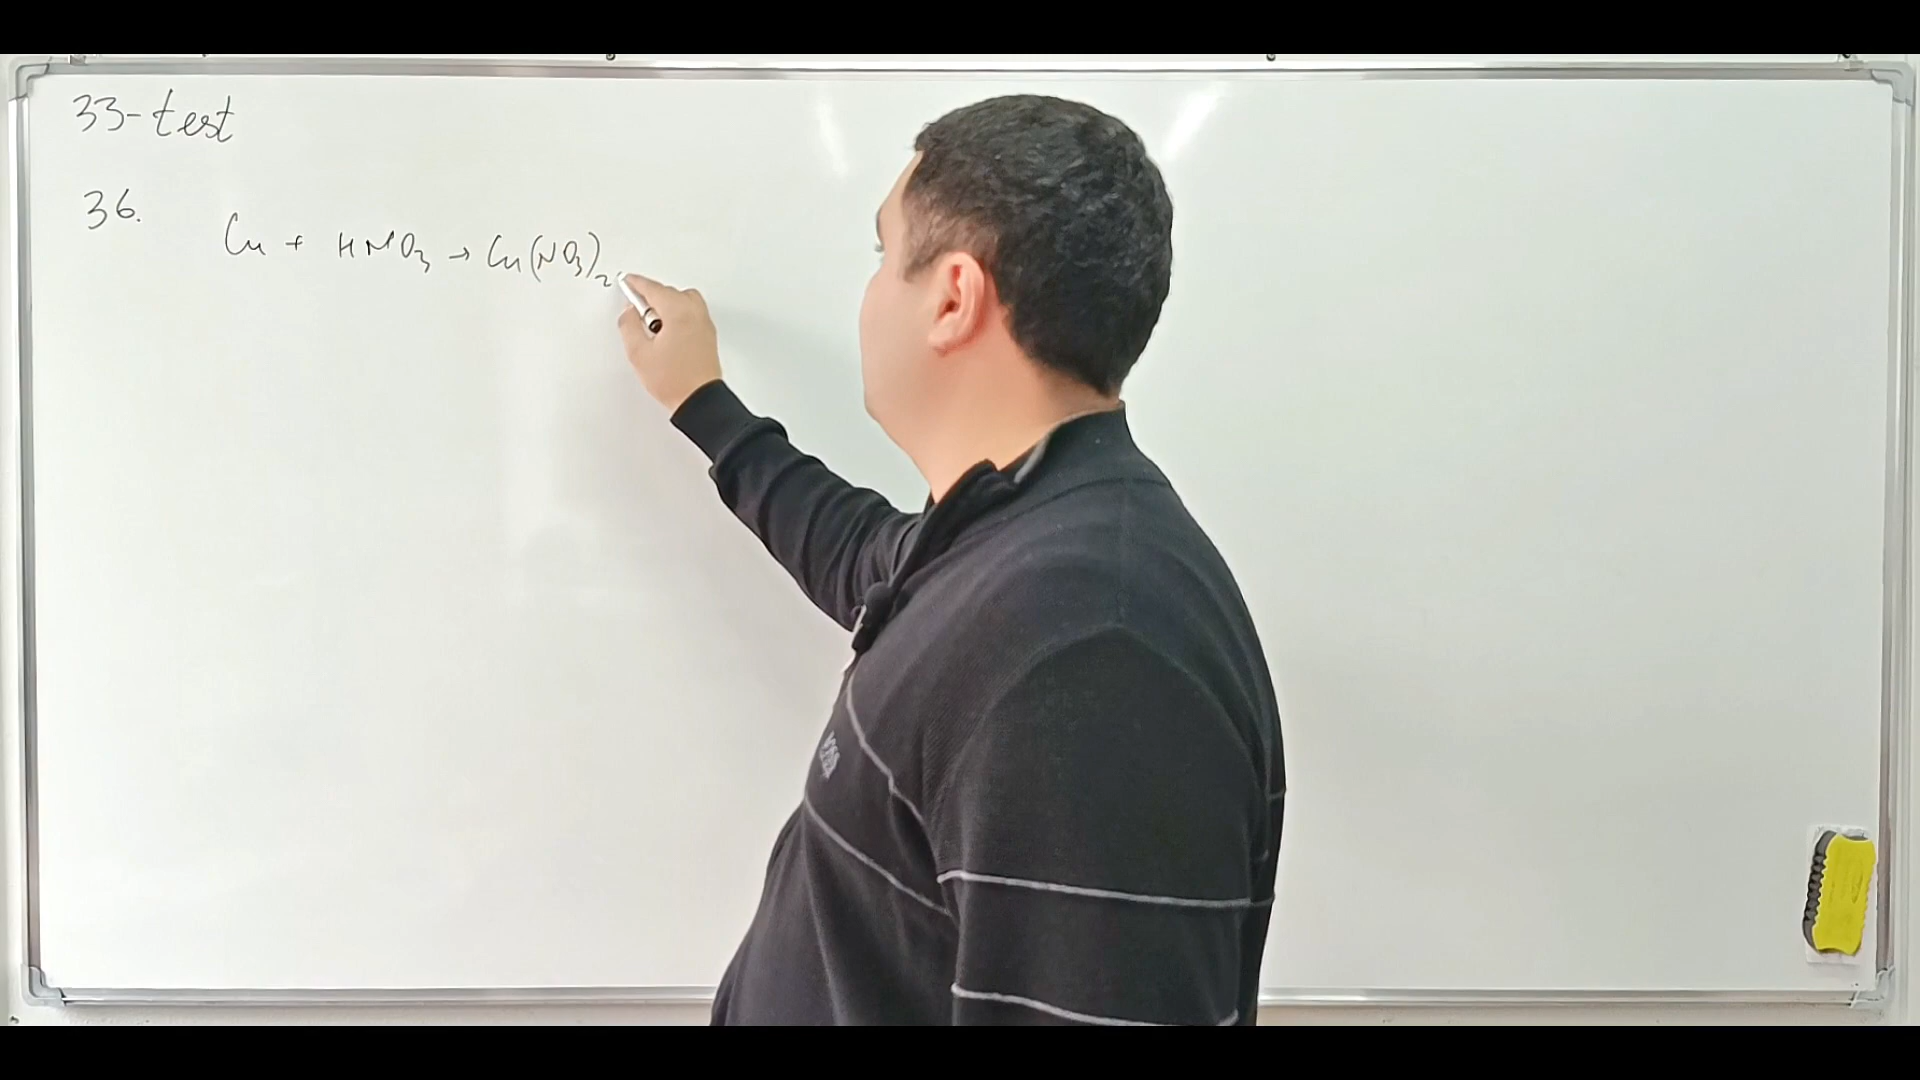 33-test
36.
Cu + HNO₃ → Cu(NO₃)₂